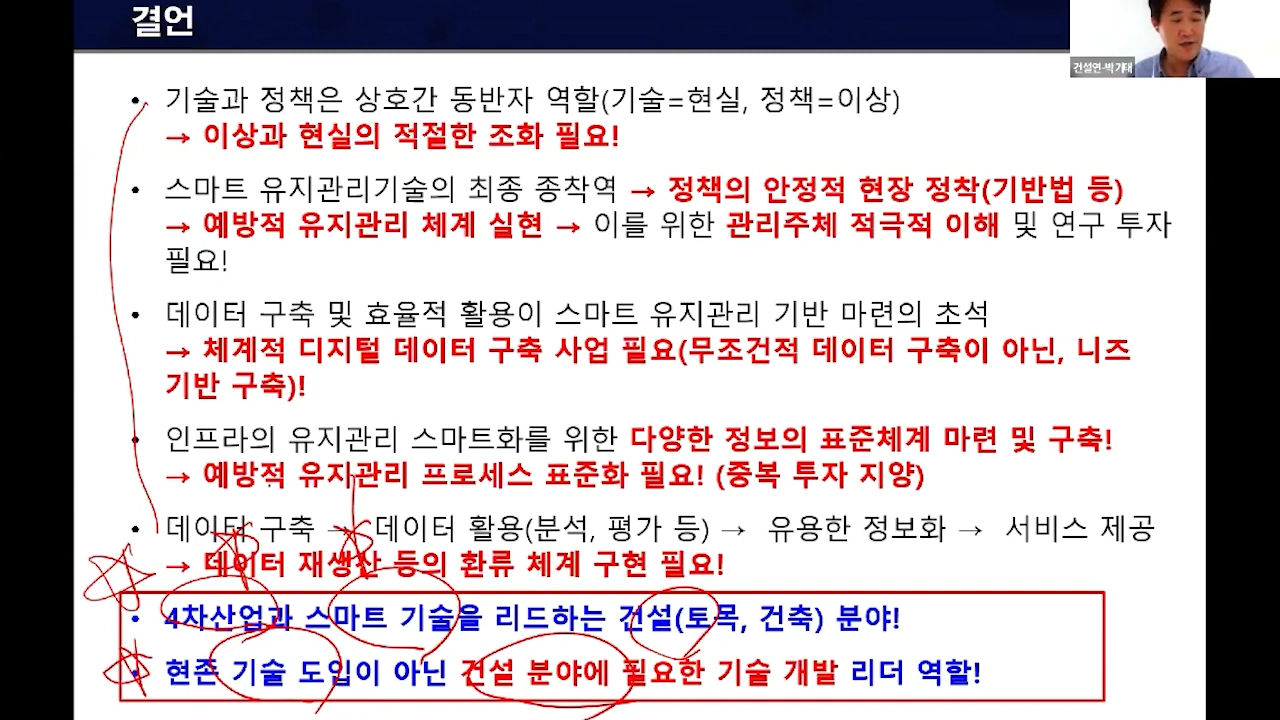 결언
건설연-박기태
• 기술과 정책은 상호간 동반자 역할(기술=현실, 정책=이상)
→ 이상과 현실의 적절한 조화 필요!
• 스마트 유지관리기술의 최종 종착역 → 정책의 안정적 현장 정착(기반법 등)
→ 예방적 유지관리 체계 실현 → 이를 위한 관리주체 적극적 이해 및 연구 투자
필요!
• 데이터 구축 및 효율적 활용이 스마트 유지관리 기반 마련의 초석
→ 체계적 디지털 데이터 구축 사업 필요(무조건적 데이터 구축이 아닌, 니즈
기반 구축)!
• 인프라의 유지관리 스마트화를 위한 다양한 정보의 표준체계 마련 및 구축!
→ 예방적 유지관리 프로세스 표준화 필요! (중복 투자 지양)
• 데이터 구축 → 데이터 활용(분석, 평가 등) → 유용한 정보화 → 서비스 제공
→ 데이터 재생산 등의 환류 체계 구현 필요!
• 4차산업과 스마트 기술을 리드하는 건설(토목, 건축) 분야!
• 현존 기술 도입이 아닌 건설 분야에 필요한 기술 개발 리더 역할!